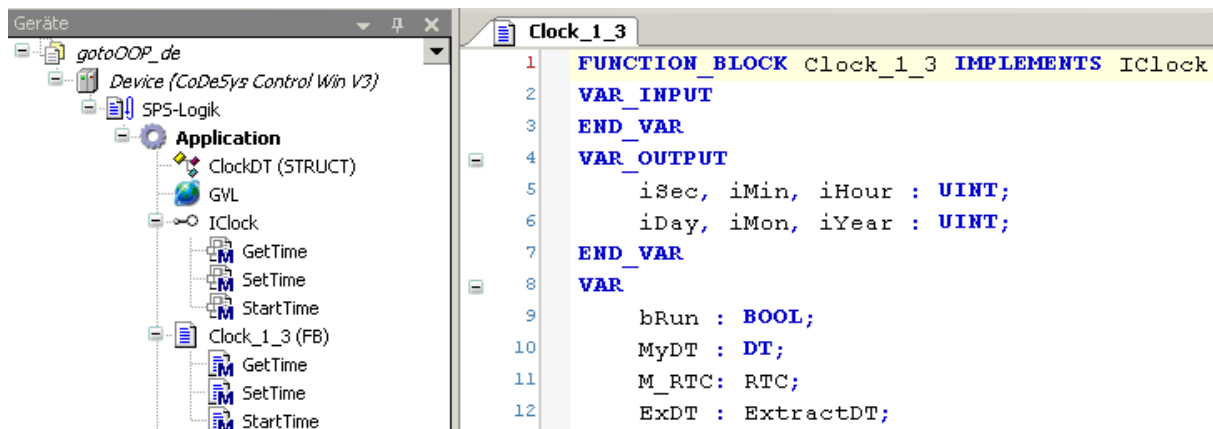 Geräte
gotoOOP_de
Device (CoDeSys Control Win V3)
SPS-Logik
Application
ClockDT (STRUCT)
GVL
IClock
GetTime
SetTime
StartTime
Clock_1_3 (FB)
GetTime
SetTime
StartTime
Clock_1_3
1 FUNCTION_BLOCK Clock_1_3 IMPLEMENTS IClock
2 VAR_INPUT
3 END_VAR
4 VAR_OUTPUT
5 iSec, iMin, iHour : UINT;
6 iDay, iMon, iYear : UINT;
7 END_VAR
8 VAR
9 bRun : BOOL;
10 MyDT : DT;
11 M_RTC: RTC;
12 ExDT : ExtractDT;